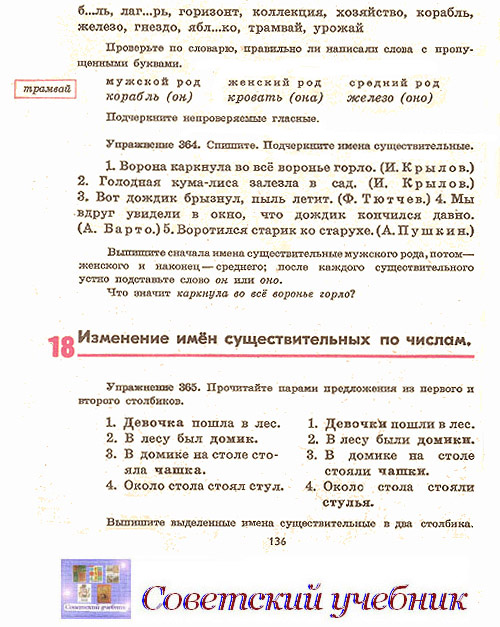 б...ль, лаг...рь, горизонт, коллекция, хозяйство, корабль,
железо, гнездо, ябл...ко, трамвай, урожай
Проверьте по словарю, правильно ли написали слова с пропу-
щенными буквами.
трамвай
мужской род женский род средний род
корабль (он) кровать (она) железо (оно)
Подчеркните непроверяемые гласные.
Упражнение 364. Спишите. Подчеркните имена существительные.
1. Ворона каркнула во всё воронье горло. (И. Крылов.)
2. Голодная кума-лиса залезла в сад. (И. Крылов.)
3. Вот дождик брызнул, пыль летит. (Ф. Тютчев.) 4. Мы
вдруг увидели в окно, что дождик кончился давно.
(А. Барто.) 5. Воротился старик ко старухе. (А. Пушкин.)
Выпишите сначала имена существительные мужского рода, потом—
женского и наконец — среднего; после каждого существительного
устно подставьте слово он или оно.
Что значит каркнула во всё воронье горло?
18 Изменение имён существительных по числам.
Упражнение 365. Прочитайте парами предложения из первого и
второго столбиков.
1. Девочка пошла в лес.
2. В лесу был домик.
3. В домике на столе сто-
яла чашка.
4. Около стола стоял стул.
1. Девочки пошли в лес.
2. В лесу были домики.
3. В домике на столе
стояли чашки.
4. Около стола стояли
стулья.
Выпишите выделенные имена существительные в два столбика.
136
Советский учебник
Советский учебник